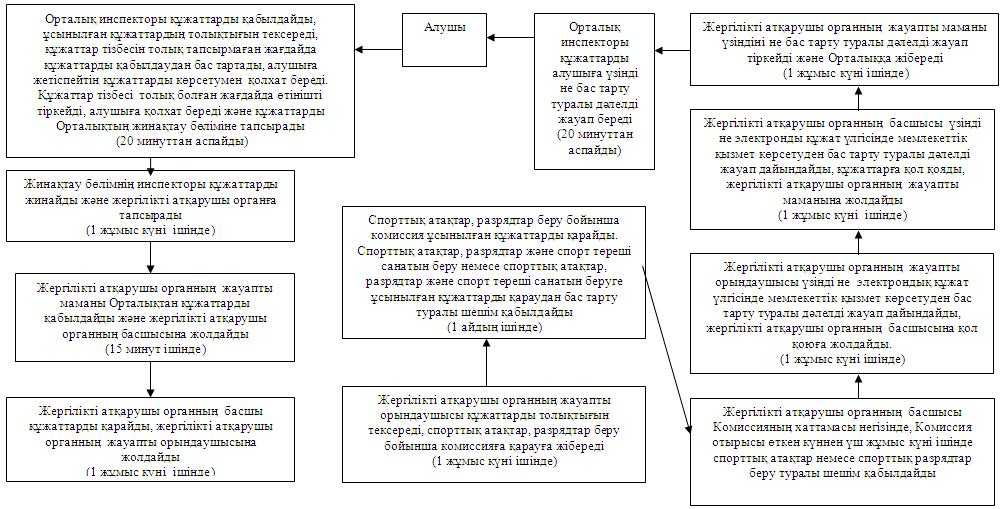 Алушы
Орталық инспекторы құжаттарды қабылдайды,
ұсынылған құжаттардың толықтығын тексереді,
құжаттар тізбесін толық тапсырмаған жағдайда
құжаттарды қабылдаудан бас тартады, алушыға
жетіспейтін құжаттарды көрсетумен қолхат береді.
Құжаттар тізбесі толық болған жағдайда өтінішті
тіркейді, алушыға қолхат береді және құжаттарды
Орталықтың жинақтау бөліміне тапсырады
(20 минуттан аспайды)
Жинақтау бөлімнің инспекторы құжаттарды
жинайды және жергілікті атқарушы органға
тапсырады
(1 жұмыс күні ішінде)
Жергілікті атқарушы органның жауапты
маманы Орталықтан құжаттарды
қабылдайды және жергілікті атқарушы
органның басшысына жолдайды
(15 минут ішінде)
Жергілікті атқарушы органның басшы
құжаттарды қарайды, жергілікті атқарушы
органның жауапты орындаушысына
жолдайды
(1 жұмыс күні ішінде)
Жергілікті атқарушы органның жауапты
орындаушысы құжаттарды толықтығын
тексереді, спорттық атақтар, разрядтар беру
бойынша комиссияға қарауға жібереді
(1 жұмыс күні ішінде)
Спорттық атақтар, разрядтар беру бойынша
комиссия ұсынылған құжаттарды қарайды.
Спорттық атақтар, разрядтар және спорт төреші
санатын беру немесе спорттық атақтар,
разрядтар және спорт төреші санатын беруге
ұсынылған құжаттарды қараудан бас тарту
туралы шешім қабылдайды
(1 айдың ішінде)
Жергілікті атқарушы органның басшысы
Комиссияның хаттамасы негізінде, Комиссия
отырысы өткен күннен үш жұмыс күні ішінде
спорттық атақтар немесе спорттық разрядтар
беру туралы шешім қабылдайды
Жергілікті атқарушы органның жауапты
орындаушысы үзінді не электрондық құжат
үлгісінде мемлекеттік қызмет көрсетуден бас
тарту туралы дәлелді жауап дайындайды,
жергілікті атқарушы органның басшысына қол
қоюға жолдайды.
(1 жұмыс күні ішінде)
Жергілікті атқарушы органның басшысы үзінді
не электронды құжат үлгісінде мемлекеттік
қызмет көрсетуден бас тарту туралы дәлелді
жауап дайындайды, құжаттарға қол қояды,
жергілікті атқарушы органның жауапты
маманына жолдайды
(1 жұмыс күні ішінде)
Жергілікті атқарушы органның жауапты маманы
үзіндіні не бас тарту туралы дәлелді жауап
тіркейді және Орталыққа жібереді
(1 жұмыс күні ішінде)
Орталық
инспекторы
құжаттарды
алушыға үзінді
не бас тарту
туралы дәлелді
жауап береді
(20 минуттан
аспайды)